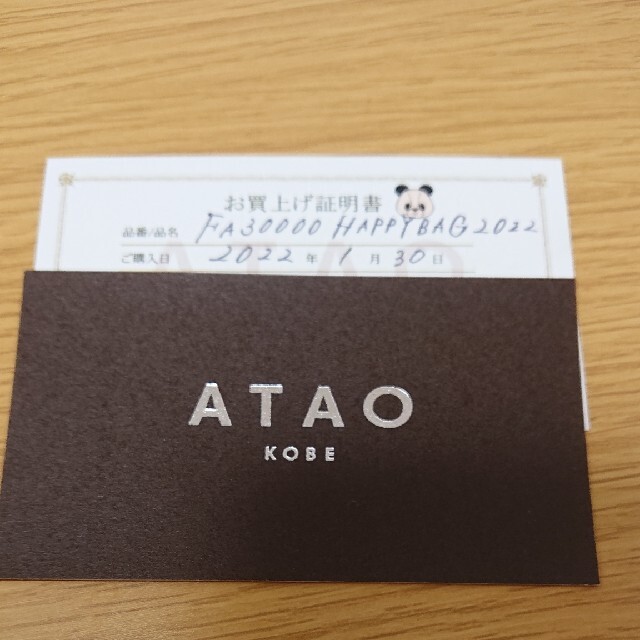 お買上げ証明書
品番/品名 FA30000 HAPPYBAG2022
ご購入日 2022 年 1 月 30 日
ATAO
KOBE